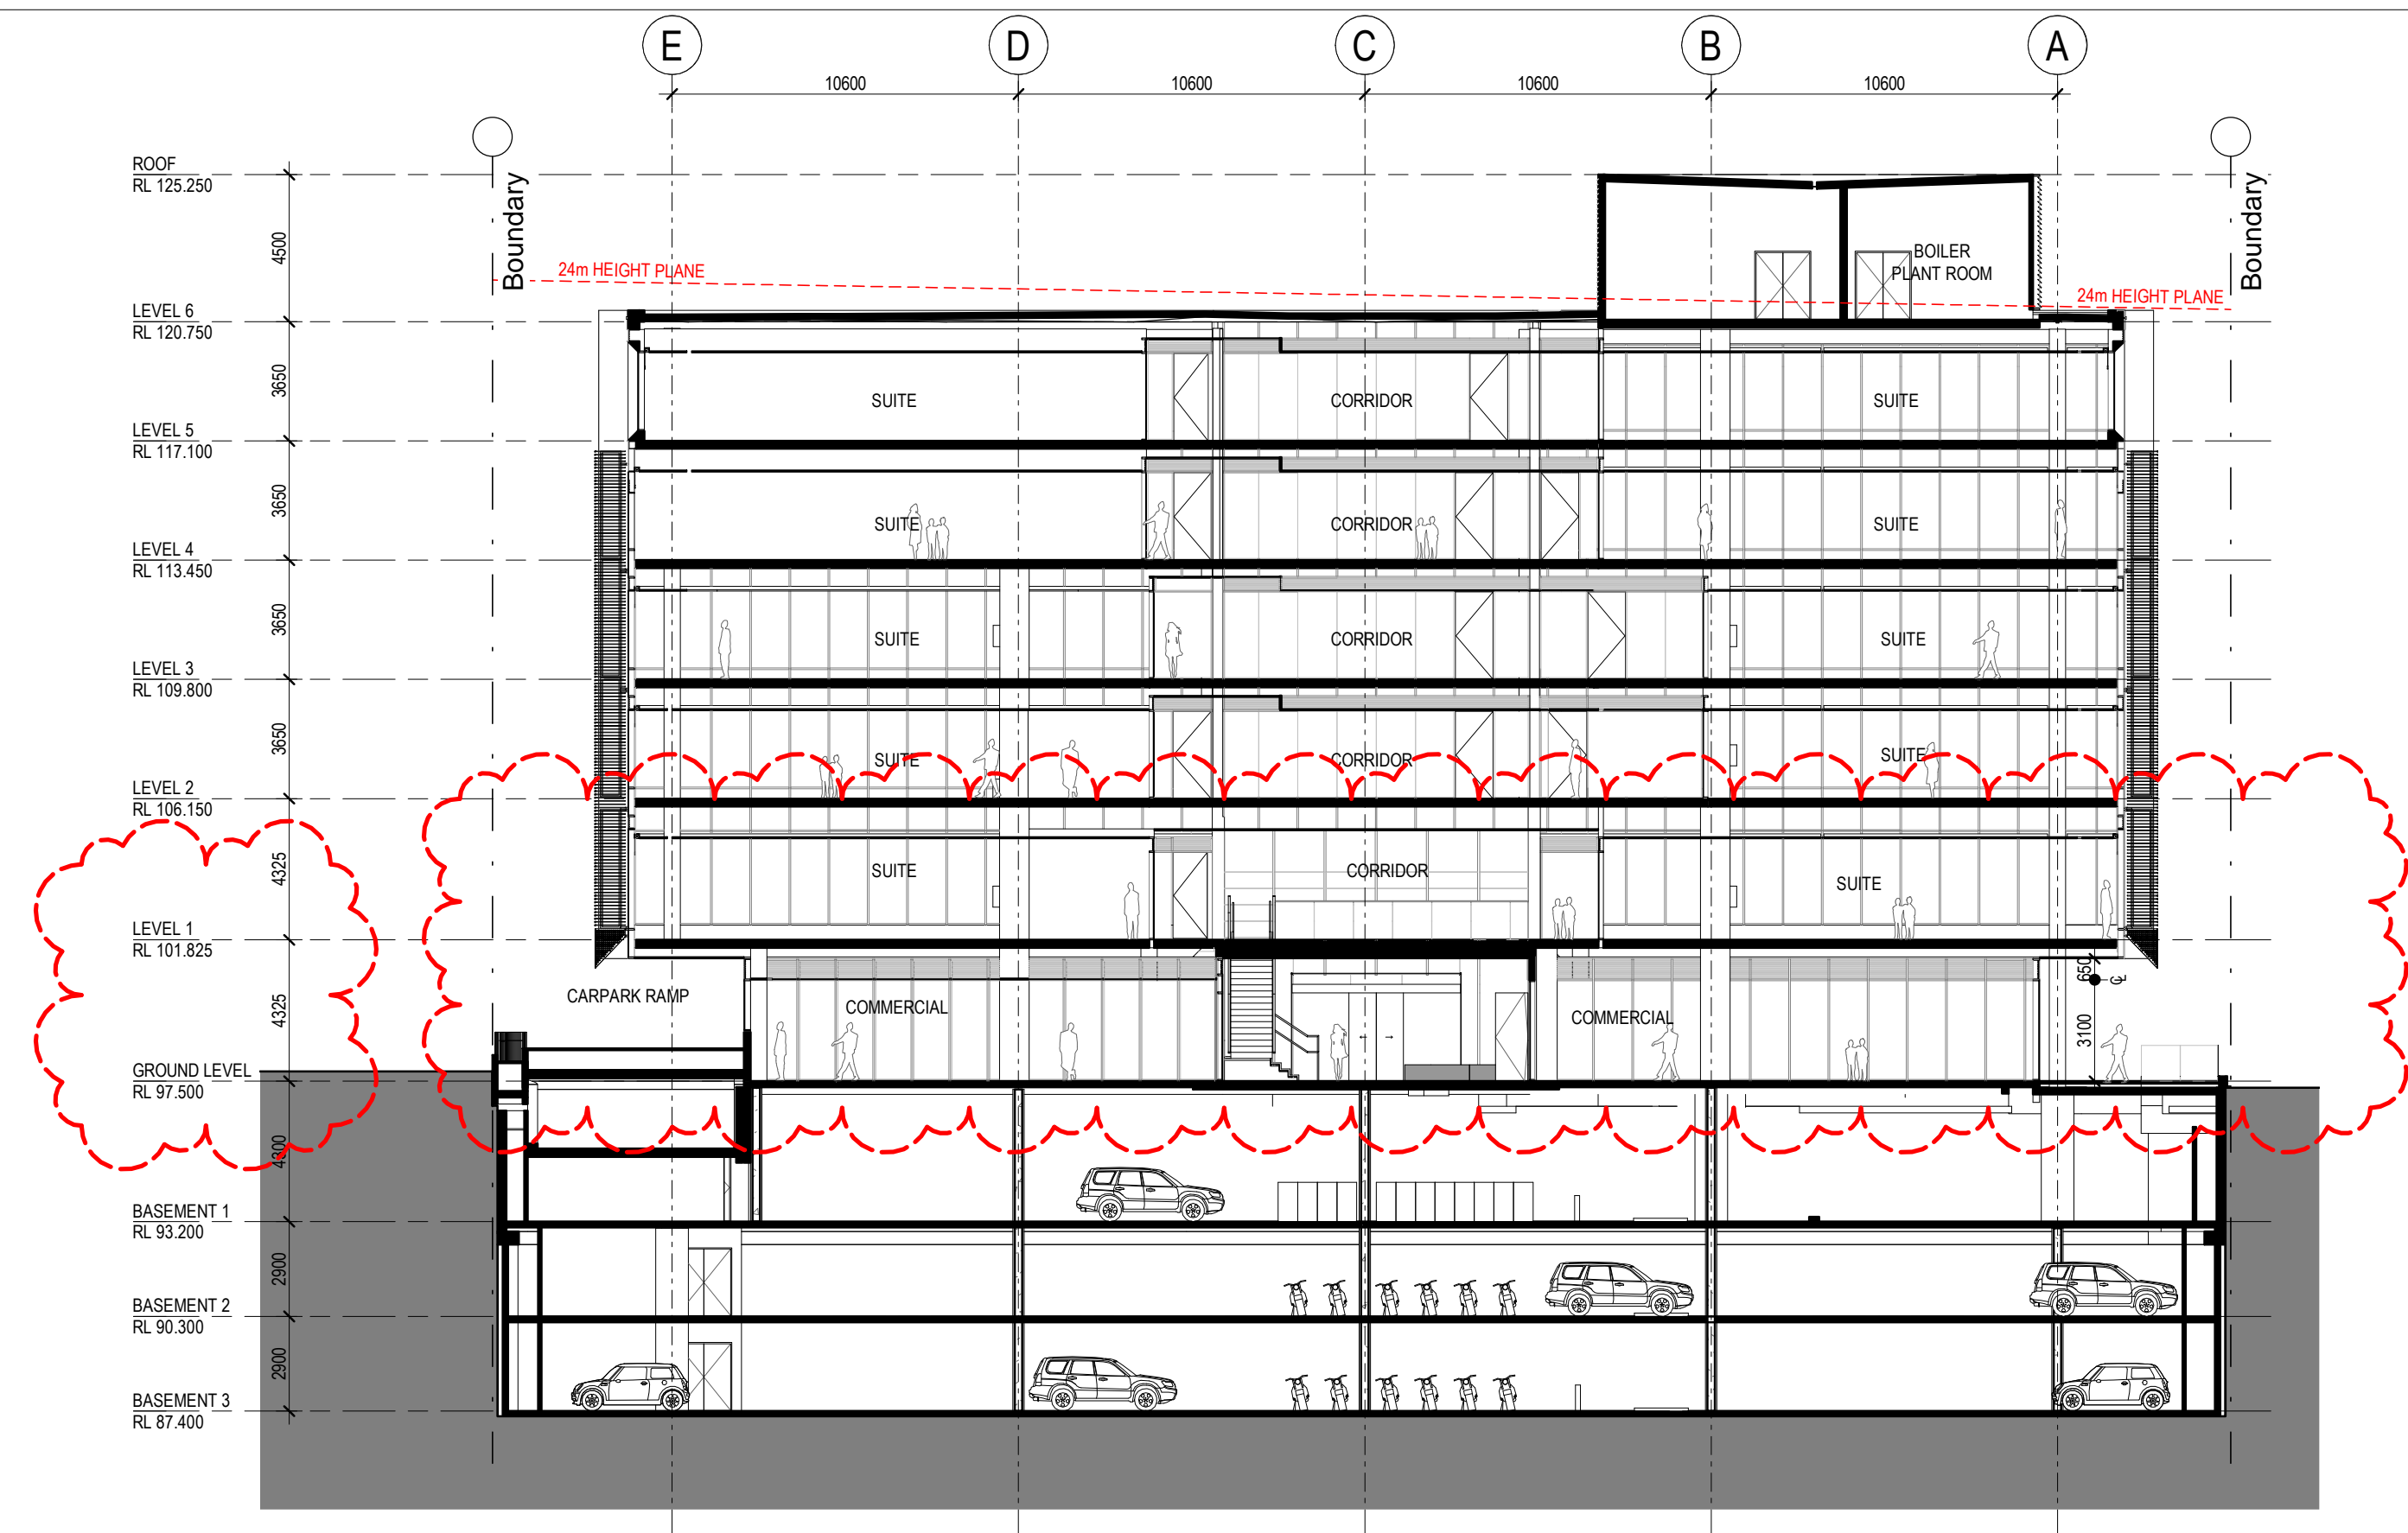 E D C B A
10600 10600 10600 10600
Boundary
Boundary
ROOF
RL 125.250
4500
24m HEIGHT PLANE
24m HEIGHT PLANE
BOILER
PLANT ROOM
LEVEL 6
RL 120.750
3650
SUITE CORRIDOR SUITE
LEVEL 5
RL 117.100
3650
SUITE CORRIDOR SUITE
LEVEL 4
RL 113.450
3650
SUITE CORRIDOR SUITE
LEVEL 3
RL 109.800
3650
SUITE CORRIDOR SUITE
LEVEL 2
RL 106.150
4325
SUITE CORRIDOR SUITE
LEVEL 1
RL 101.825
4325
CARPARK RAMP
COMMERCIAL
COMMERCIAL
650
CL
3100
GROUND LEVEL
RL 97.500
4300
BASEMENT 1
RL 93.200
2900
BASEMENT 2
RL 90.300
2900
BASEMENT 3
RL 87.400